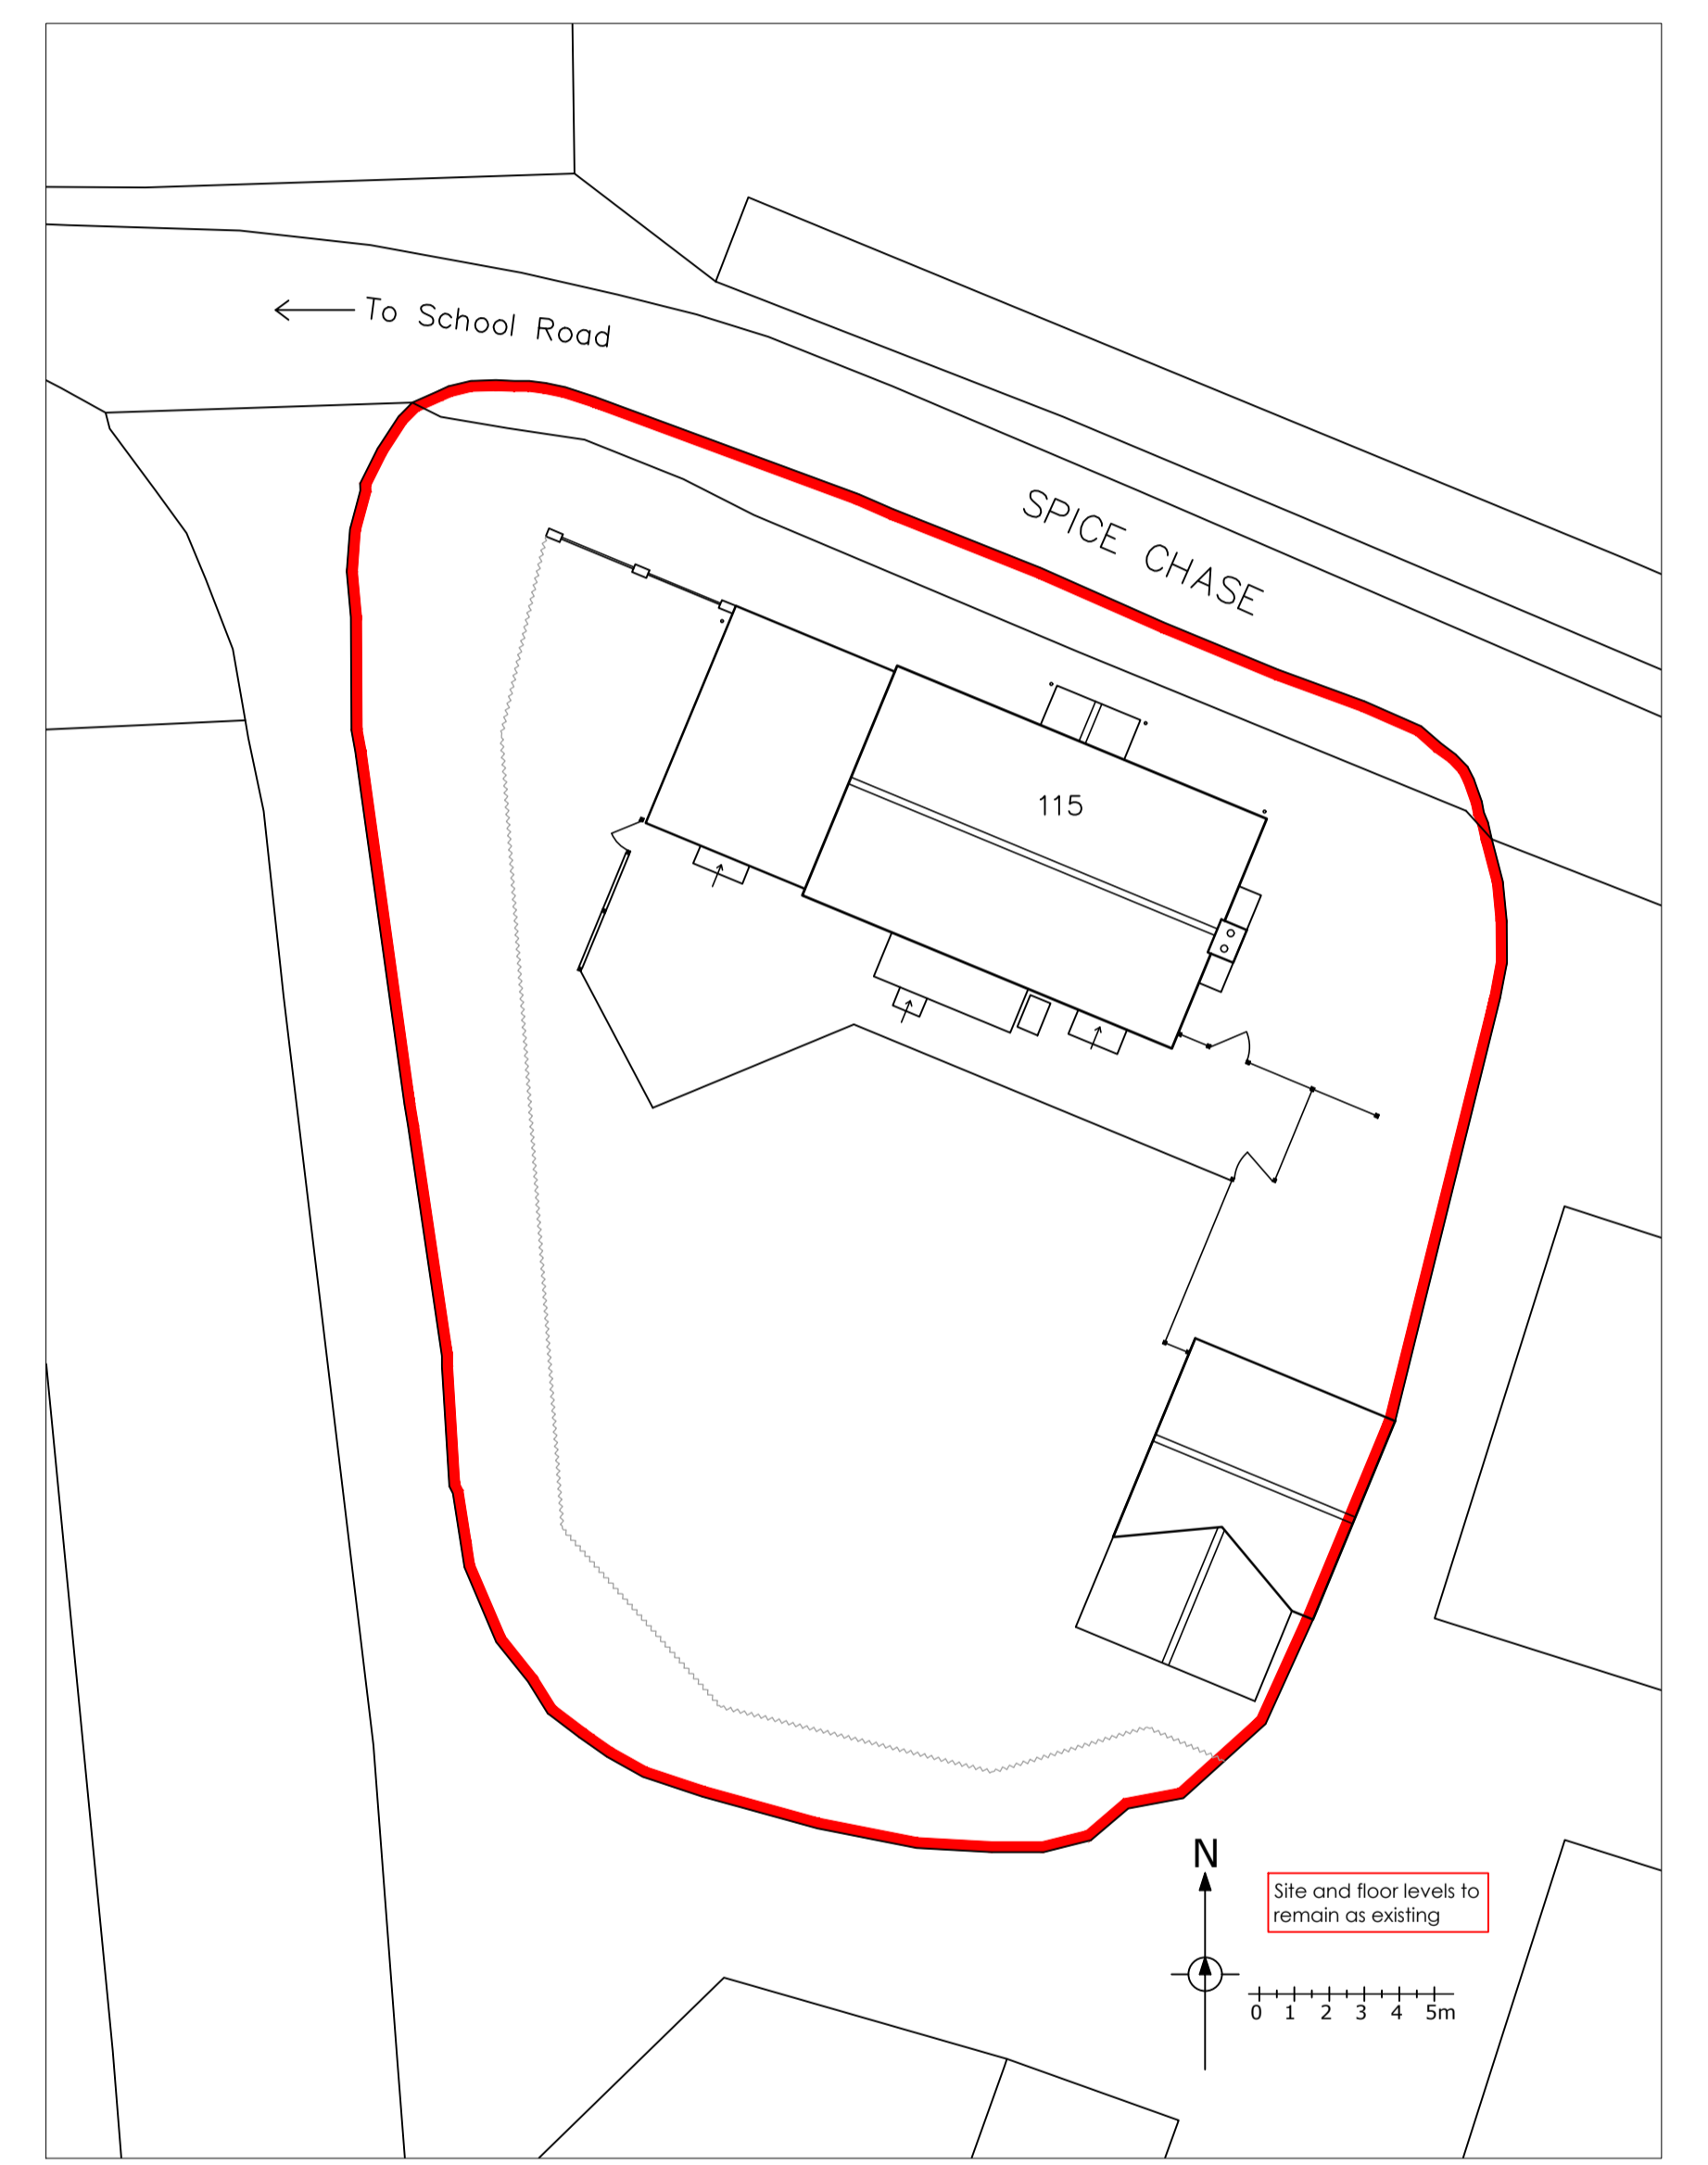 To School Road
SPICE CHASE
115
N
Site and floor levels to
remain as existing
0 1 2 3 4 5m